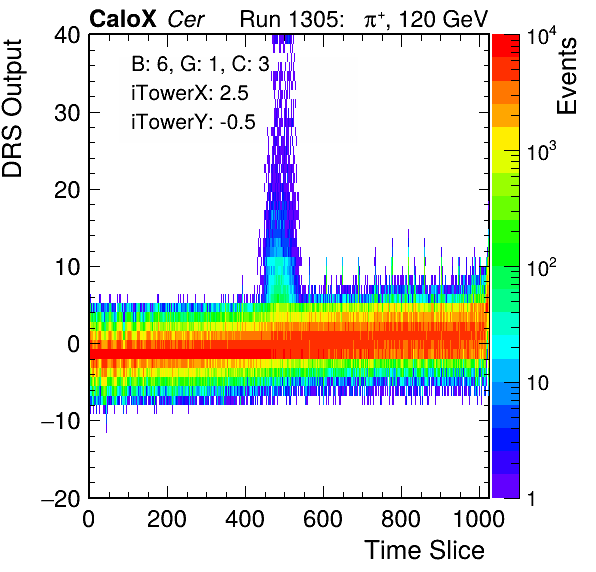 CaloX Cer Run 1305: π⁺, 120 GeV
B: 6, G: 1, C: 3
iTowerX: 2.5
iTowerY: -0.5
DRS Output
40
30
20
10
0
−10
−20
0 200 400 600 800 1000
Time Slice
Events
10⁴
10³
10²
10
1